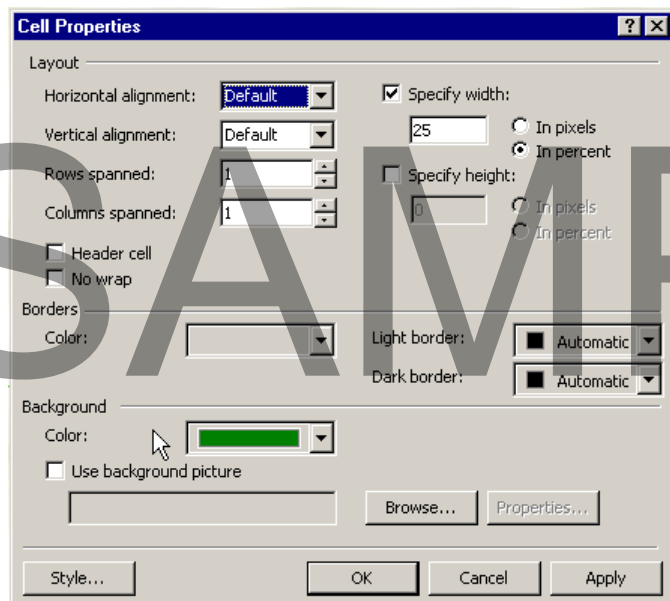 Cell Properties
Layout
Horizontal alignment: Default
Vertical alignment: Default
Rows spanned: 1
Columns spanned: 1
Header cell
No wrap
Specify width:
25 In pixels
In percent
Specify height:
0 In pixels
In percent
Borders
Color:
Light border: Automatic
Dark border: Automatic
Background
Color:
Use background picture
Browse... Properties...
Style... OK Cancel Apply
SAMP